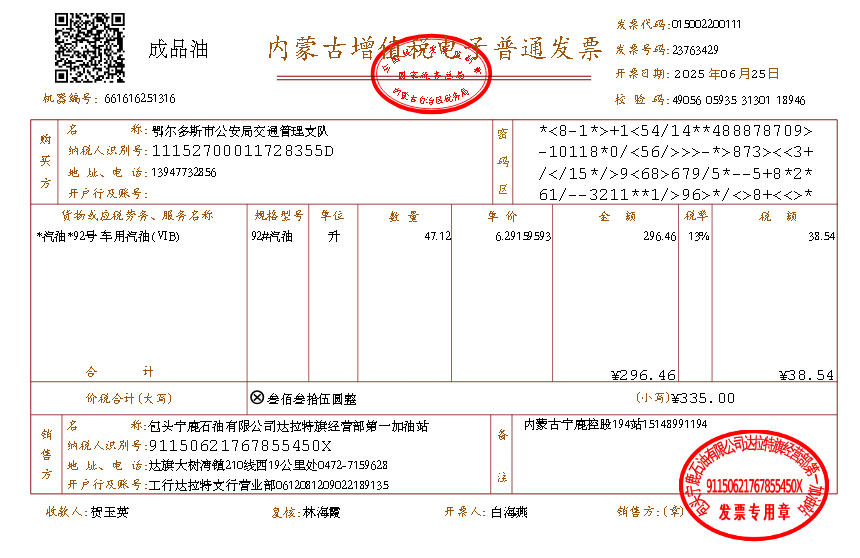 成品油
内蒙古增值税电子普通发票
国家税务总局
内蒙古自治区税务局
发票代码:015002200111
发票号码:23763429
开票日期: 2025 年06 月25日
机器编号: 661616251316
校 验 码:49056 05935 31301 18946
购买方
名 称:鄂尔多斯市公安局交通管理支队
纳税人识别号:11152700011728355D
地 址、电 话:13947732856
开户行及账号:
密码区
*<8-1*>+1<54/14**488878709>
-10118*0/<56/>>>-*>873><<3+
/</15*/>9<68>679/5*--5+8*2*
61/--3211**1/>96>*/<>8+<<>*
货物或应税劳务、服务名称 规格型号 单位 数 量 单 价 金 额 税率 税 额
*汽油*92号 车用汽油(ⅥB) 92#汽油 升 47.12 6.29159593 296.46 13% 38.54
合 计 ¥296.46 ¥38.54
价税合计(大写) ⊗叁佰叁拾伍圆整 (小写)¥335.00
销售方
名 称:包头宁鹿石油有限公司达拉特旗经营部第一加油站
纳税人识别号:91150621767855450X
地 址、电 话:达旗大树湾镇210线西19公里处0472-7159628
开户行及账号:工行达拉特支行营业部0612081209022189135
备注
内蒙古宁鹿控股194站15148991194
包头宁鹿石油有限公司达拉特旗经营部第一加油站
91150621767855450X
发票专用章
收款人:贺玉英 复核:林海霞 开票人:白海燕 销售方:(章)